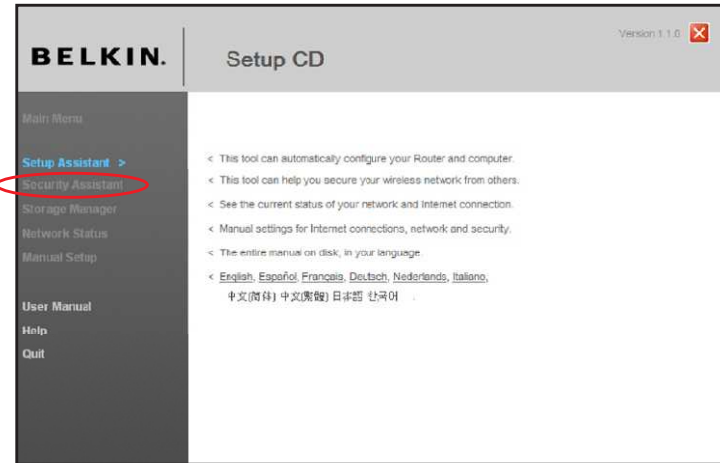 BELKIN.
Setup CD
Version 1.1.0
Main Menu
Setup Assistant >
Security Assistant
Storage Manager
Network Status
Manual Setup
User Manual
Help
Quit
< This tool can automatically configure your Router and computer.
< This tool can help you secure your wireless network from others.
< See the current status of your network and Internet connection.
< Manual settings for Internet connections, network and security.
< The entire manual on disk, in your language
< English, Español, Français, Deutsch, Nederlands, Italiano,
中文(简体) 中文(繁體) 日本語 한국어